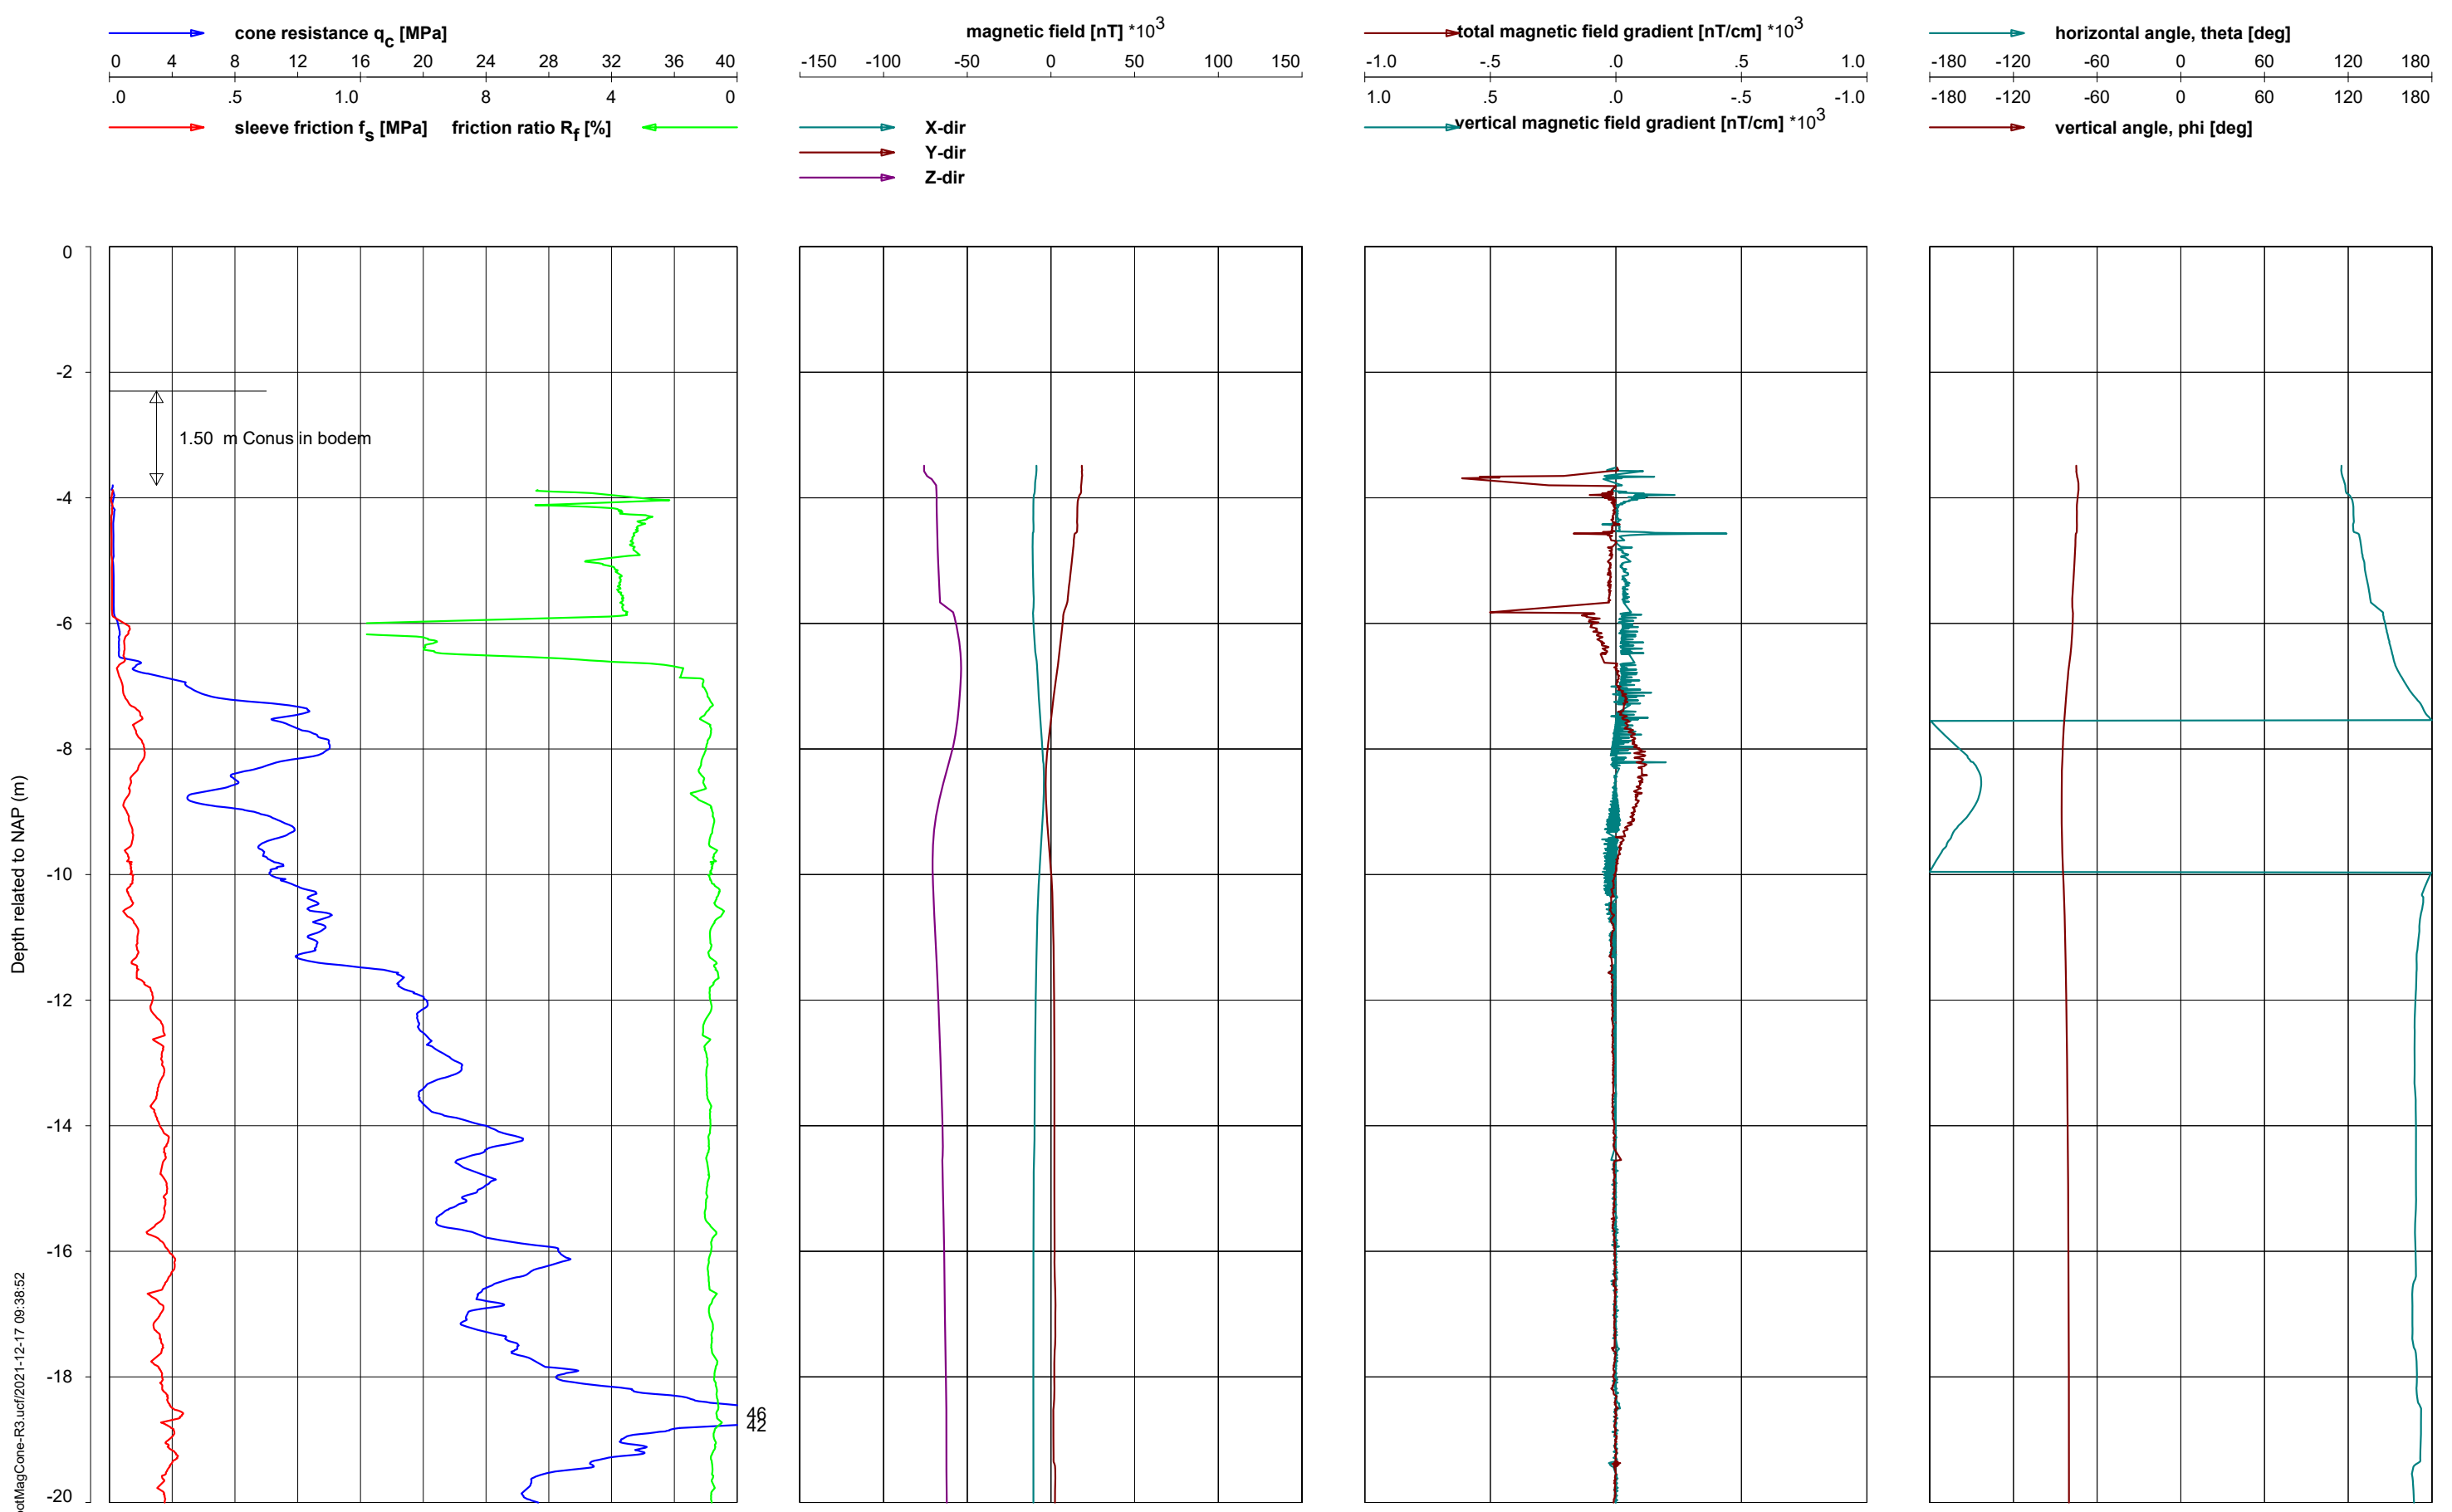 cone resistance qc [MPa]
0 4 8 12 16 20 24 28 32 36 40
.0 .5 1.0 8 4 0
sleeve friction fs [MPa] friction ratio Rf [%]
magnetic field [nT] *103
-150 -100 -50 0 50 100 150
X-dir
Y-dir
Z-dir
total magnetic field gradient [nT/cm] *103
-1.0 -.5 .0 .5 1.0
1.0 .5 .0 -.5 -1.0
vertical magnetic field gradient [nT/cm] *103
horizontal angle, theta [deg]
-180 -120 -60 0 60 120 180
-180 -120 -60 0 60 120 180
vertical angle, phi [deg]
0
-2
1.50 m Conus in bodem
-4
-6
-8
Depth related to NAP (m)
-10
-12
-14
-16
-18
46
42
-20
otMagCone-R3.ucf/2021-12-17 09:38:52